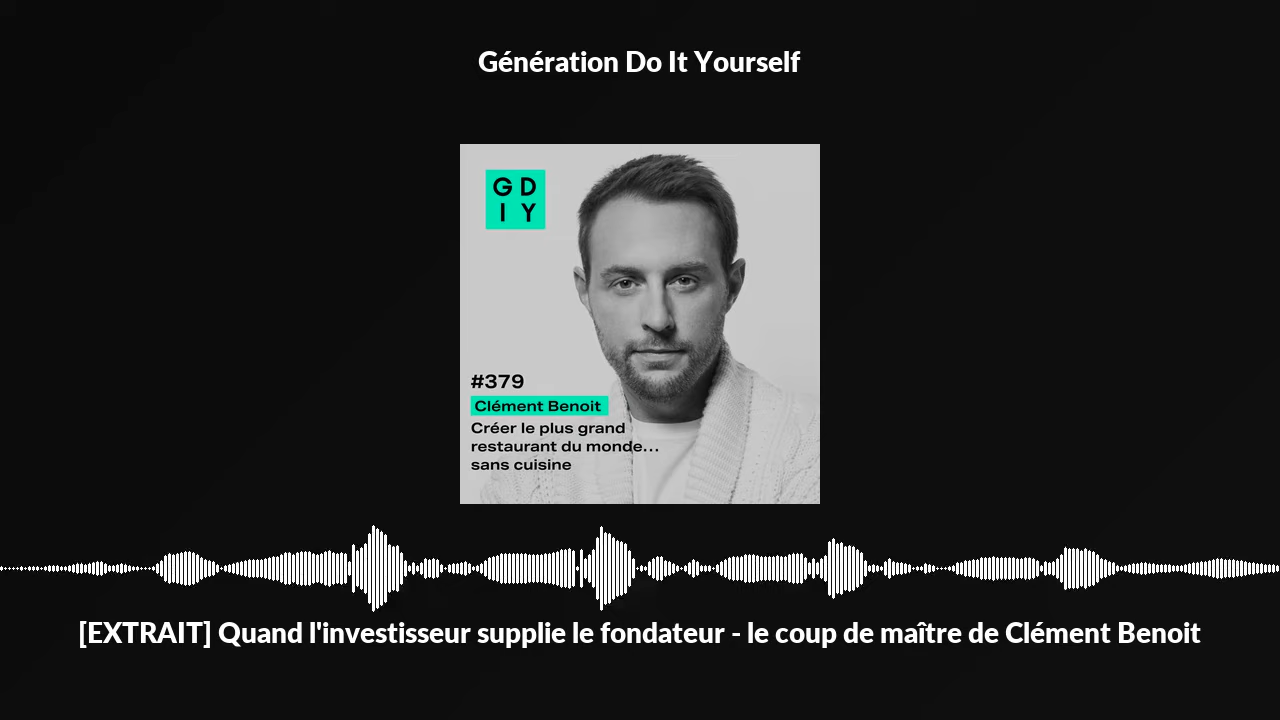 Génération Do It Yourself
G D
I Y
#379
Clément Benoit
Créer le plus grand
restaurant du monde...
sans cuisine
[EXTRAIT] Quand l'investisseur supplie le fondateur - le coup de maître de Clément Benoit